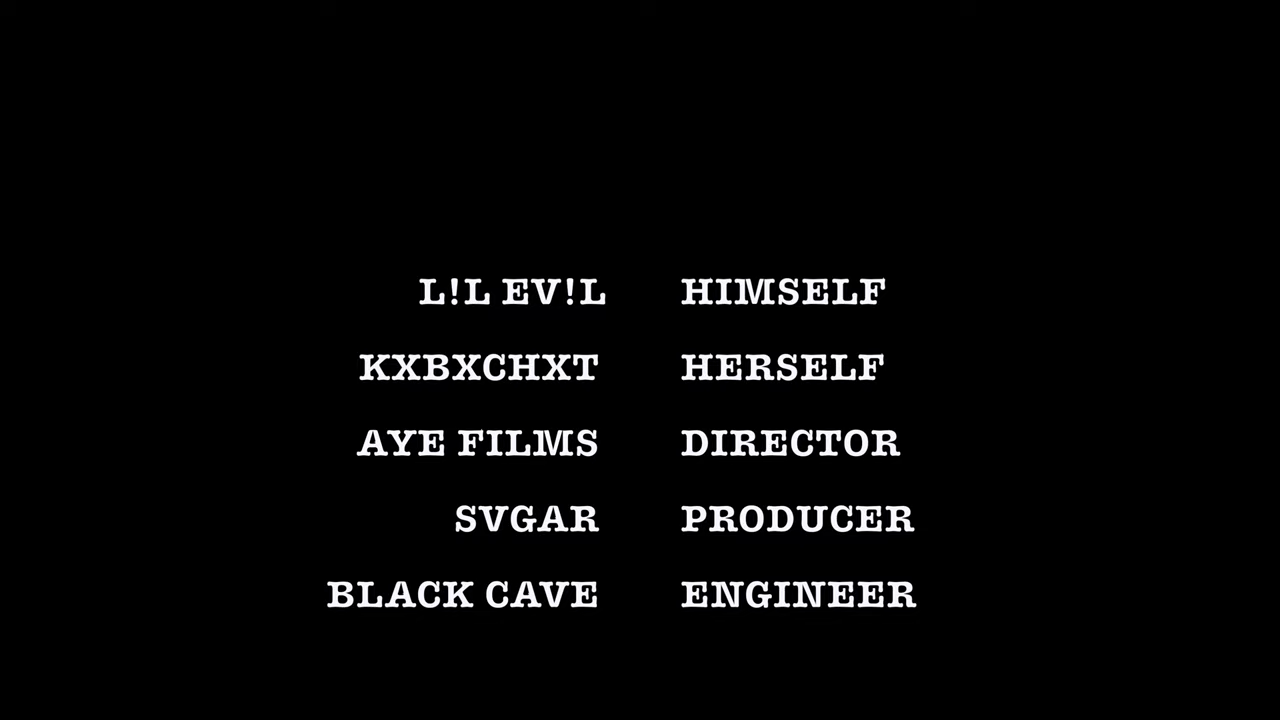 L!L EV!L HIMSELF
KXBXCHXT HERSELF
AYE FILMS DIRECTOR
SVGAR PRODUCER
BLACK CAVE ENGINEER